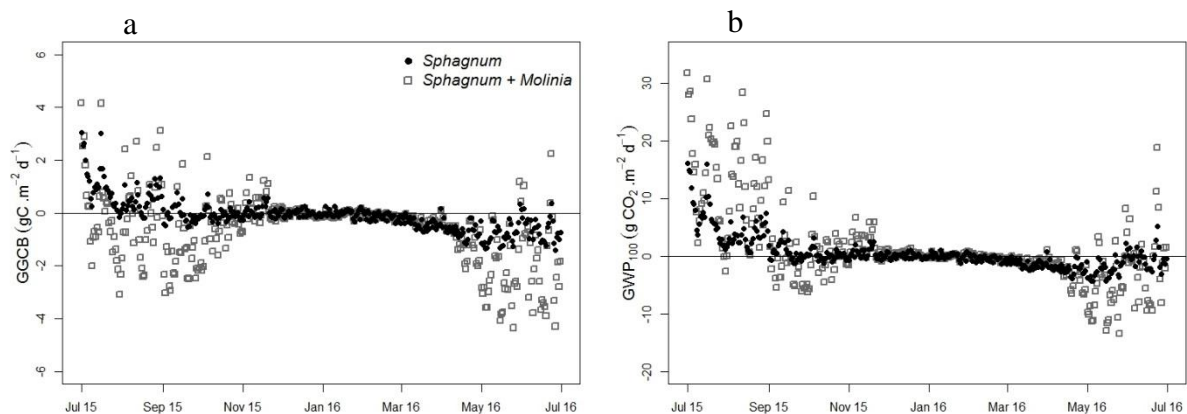 a
GGCB (gC.m⁻² d⁻¹)
6
4
2
0
-2
-4
-6
Sphagnum
Sphagnum + Molinia
Jul 15 Sep 15 Nov 15 Jan 16 Mar 16 May 16 Jul 16
b
GWP₁₀₀ (g CO₂ .m⁻² d⁻¹)
30
20
10
0
-10
-20
Jul 15 Sep 15 Nov 15 Jan 16 Mar 16 May 16 Jul 16